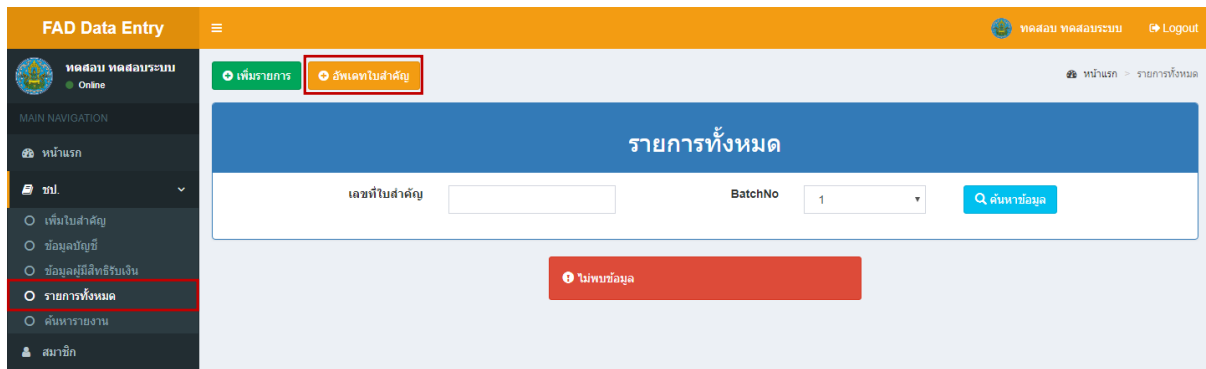 FAD Data Entry
ทดสอบ ทดสอบระบบ
Logout
ทดสอบ ทดสอบระบบ
Online
เพิ่มรายการ
อัพเดทใบสำคัญ
หน้าแรก > รายการทั้งหมด
MAIN NAVIGATION
หน้าแรก
ชป.
เพิ่มใบสำคัญ
ข้อมูลบัญชี
ข้อมูลผู้มีสิทธิรับเงิน
รายการทั้งหมด
ค้นหารายงาน
สมาชิก
รายการทั้งหมด
เลขที่ใบสำคัญ
BatchNo
1
ค้นหาข้อมูล
ไม่พบข้อมูล